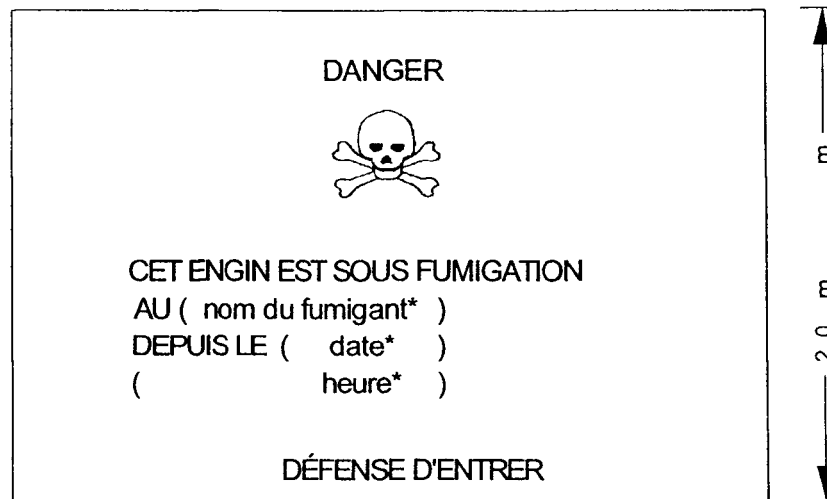 DANGER
CET ENGIN EST SOUS FUMIGATION
AU ( nom du fumigant* )
DEPUIS LE ( date* )
( heure* )
DÉFENSE D'ENTRER